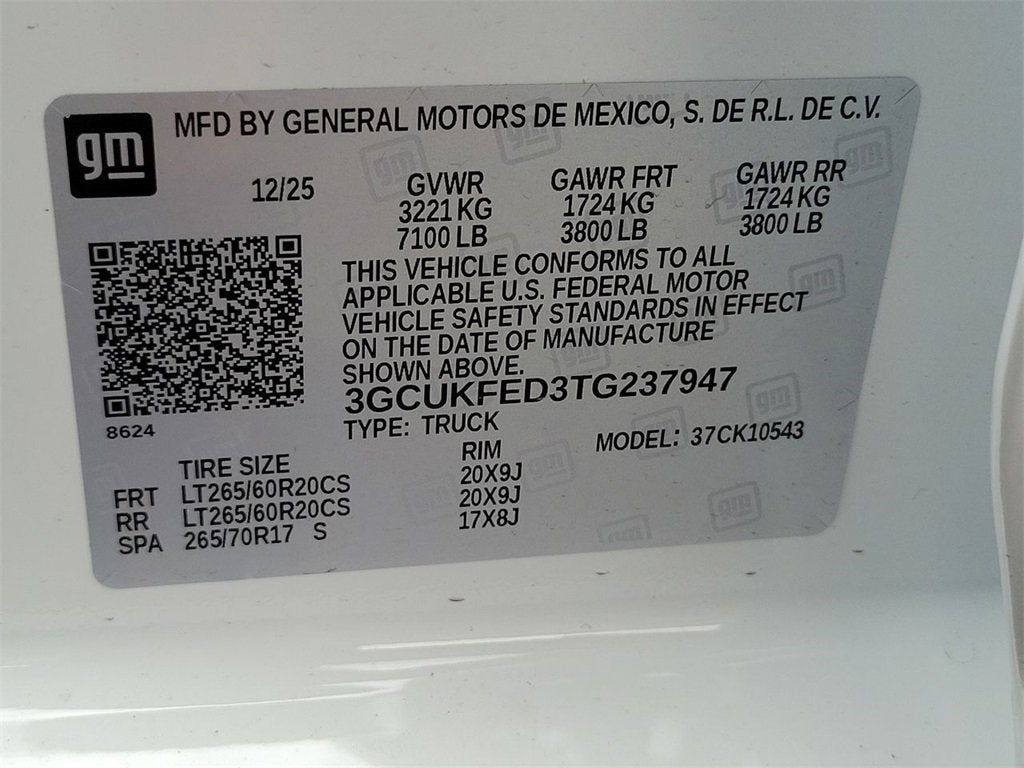 gm
MFD BY GENERAL MOTORS DE MEXICO, S. DE R.L. DE C.V.
12/25
GVWR GAWR FRT GAWR RR
3221 KG 1724 KG 1724 KG
7100 LB 3800 LB 3800 LB
THIS VEHICLE CONFORMS TO ALL
APPLICABLE U.S. FEDERAL MOTOR
VEHICLE SAFETY STANDARDS IN EFFECT
ON THE DATE OF MANUFACTURE
SHOWN ABOVE.
3GCUKFED3TG237947
8624
TYPE: TRUCK MODEL: 37CK10543
TIRE SIZE RIM
FRT LT265/60R20CS 20X9J
RR LT265/60R20CS 20X9J
SPA 265/70R17 S 17X8J